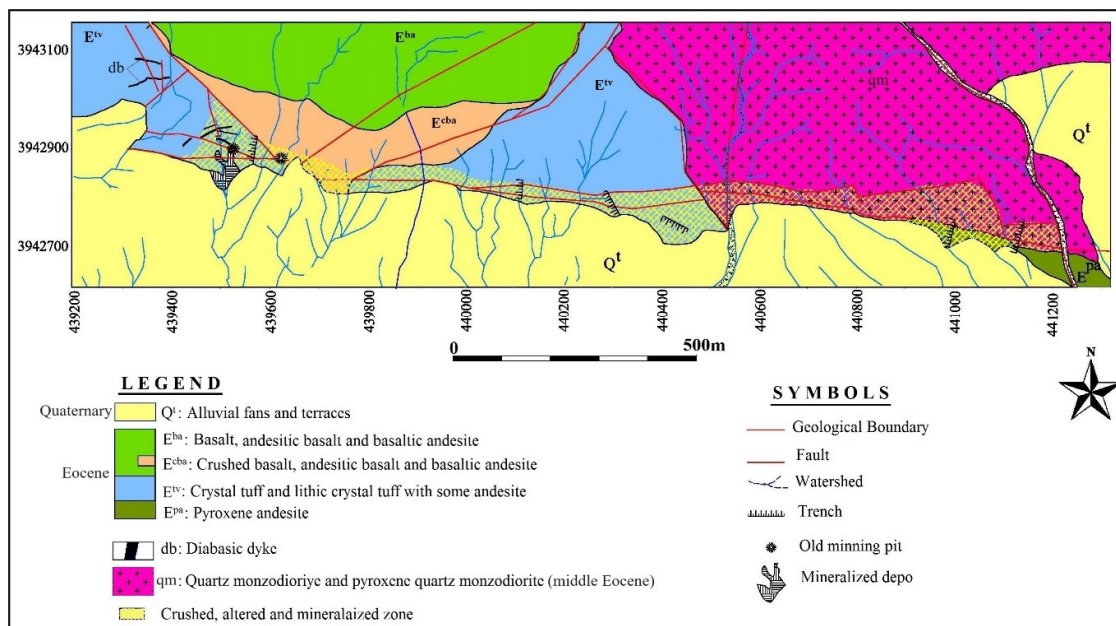 3943100
3942900
3942700
E^tv
db
E^ba
E^cba
E^tv
qm
Q^t
Q^t
E^pa
439200
439400
439600
439800
440000
440200
440400
440600
440800
441000
441200
0 500m
N
LEGEND
Quaternary
Q^t: Alluvial fans and terraces
Eocene
E^ba: Basalt, andesitic basalt and basaltic andesite
E^cba: Crushed basalt, andesitic basalt and basaltic andesite
E^tv: Crystal tuff and lithic crystal tuff with some andesite
E^pa: Pyroxene andesite
db: Diabasic dyke
qm: Quartz monzodioriye and pyroxene quartz monzodiorite (middle Eocene)
Crushed, altered and mineralaized zone
SYMBOLS
Geological Boundary
Fault
Watershed
Trench
Old minning pit
Mineralized depo